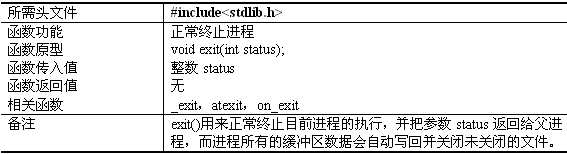 所需头文件 #include<stdlib.h>
函数功能 正常终止进程
函数原型 void exit(int status);
函数传入值 整数 status
函数返回值 无
相关函数 _exit，atexit，on_exit
备注 exit()用来正常终止目前进程的执行，并把参数 status 返回给父进
程，而进程所有的缓冲区数据会自动写回并关闭未关闭的文件。